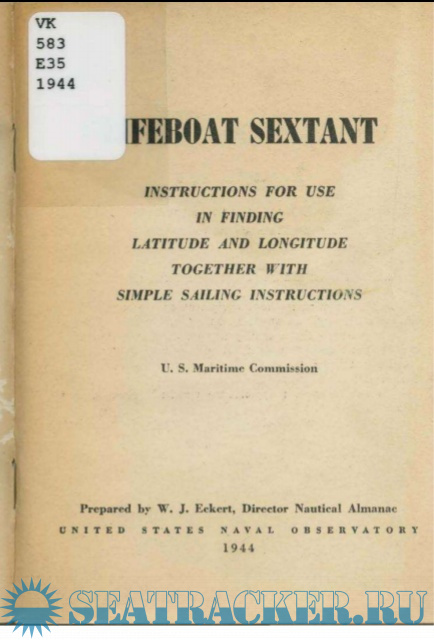 VK
583
E35
1944
IFEBOAT SEXTANT
INSTRUCTIONS FOR USE
IN FINDING
LATITUDE AND LONGITUDE
TOGETHER WITH
SIMPLE SAILING INSTRUCTIONS
U. S. Maritime Commission
Prepared by W. J. Eckert, Director Nautical Almanac
UNITED STATES NAVAL OBSERVATORY
1944
SEATRACKER.RU